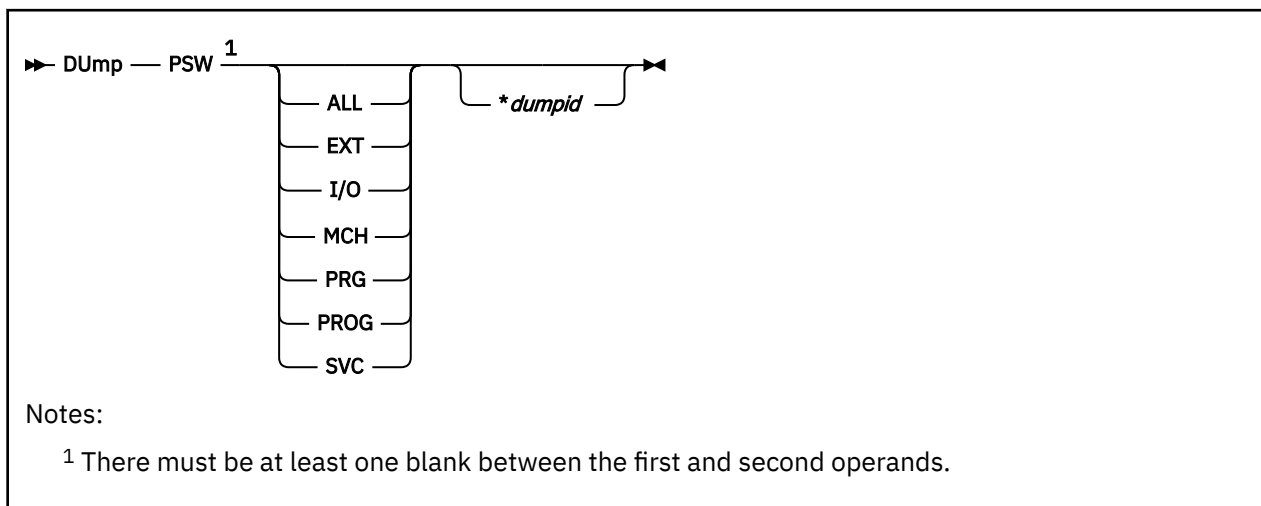 DUmp PSW 1
ALL
* dumpid
EXT
I/O
MCH
PRG
PROG
SVC
Notes:
1 There must be at least one blank between the first and second operands.